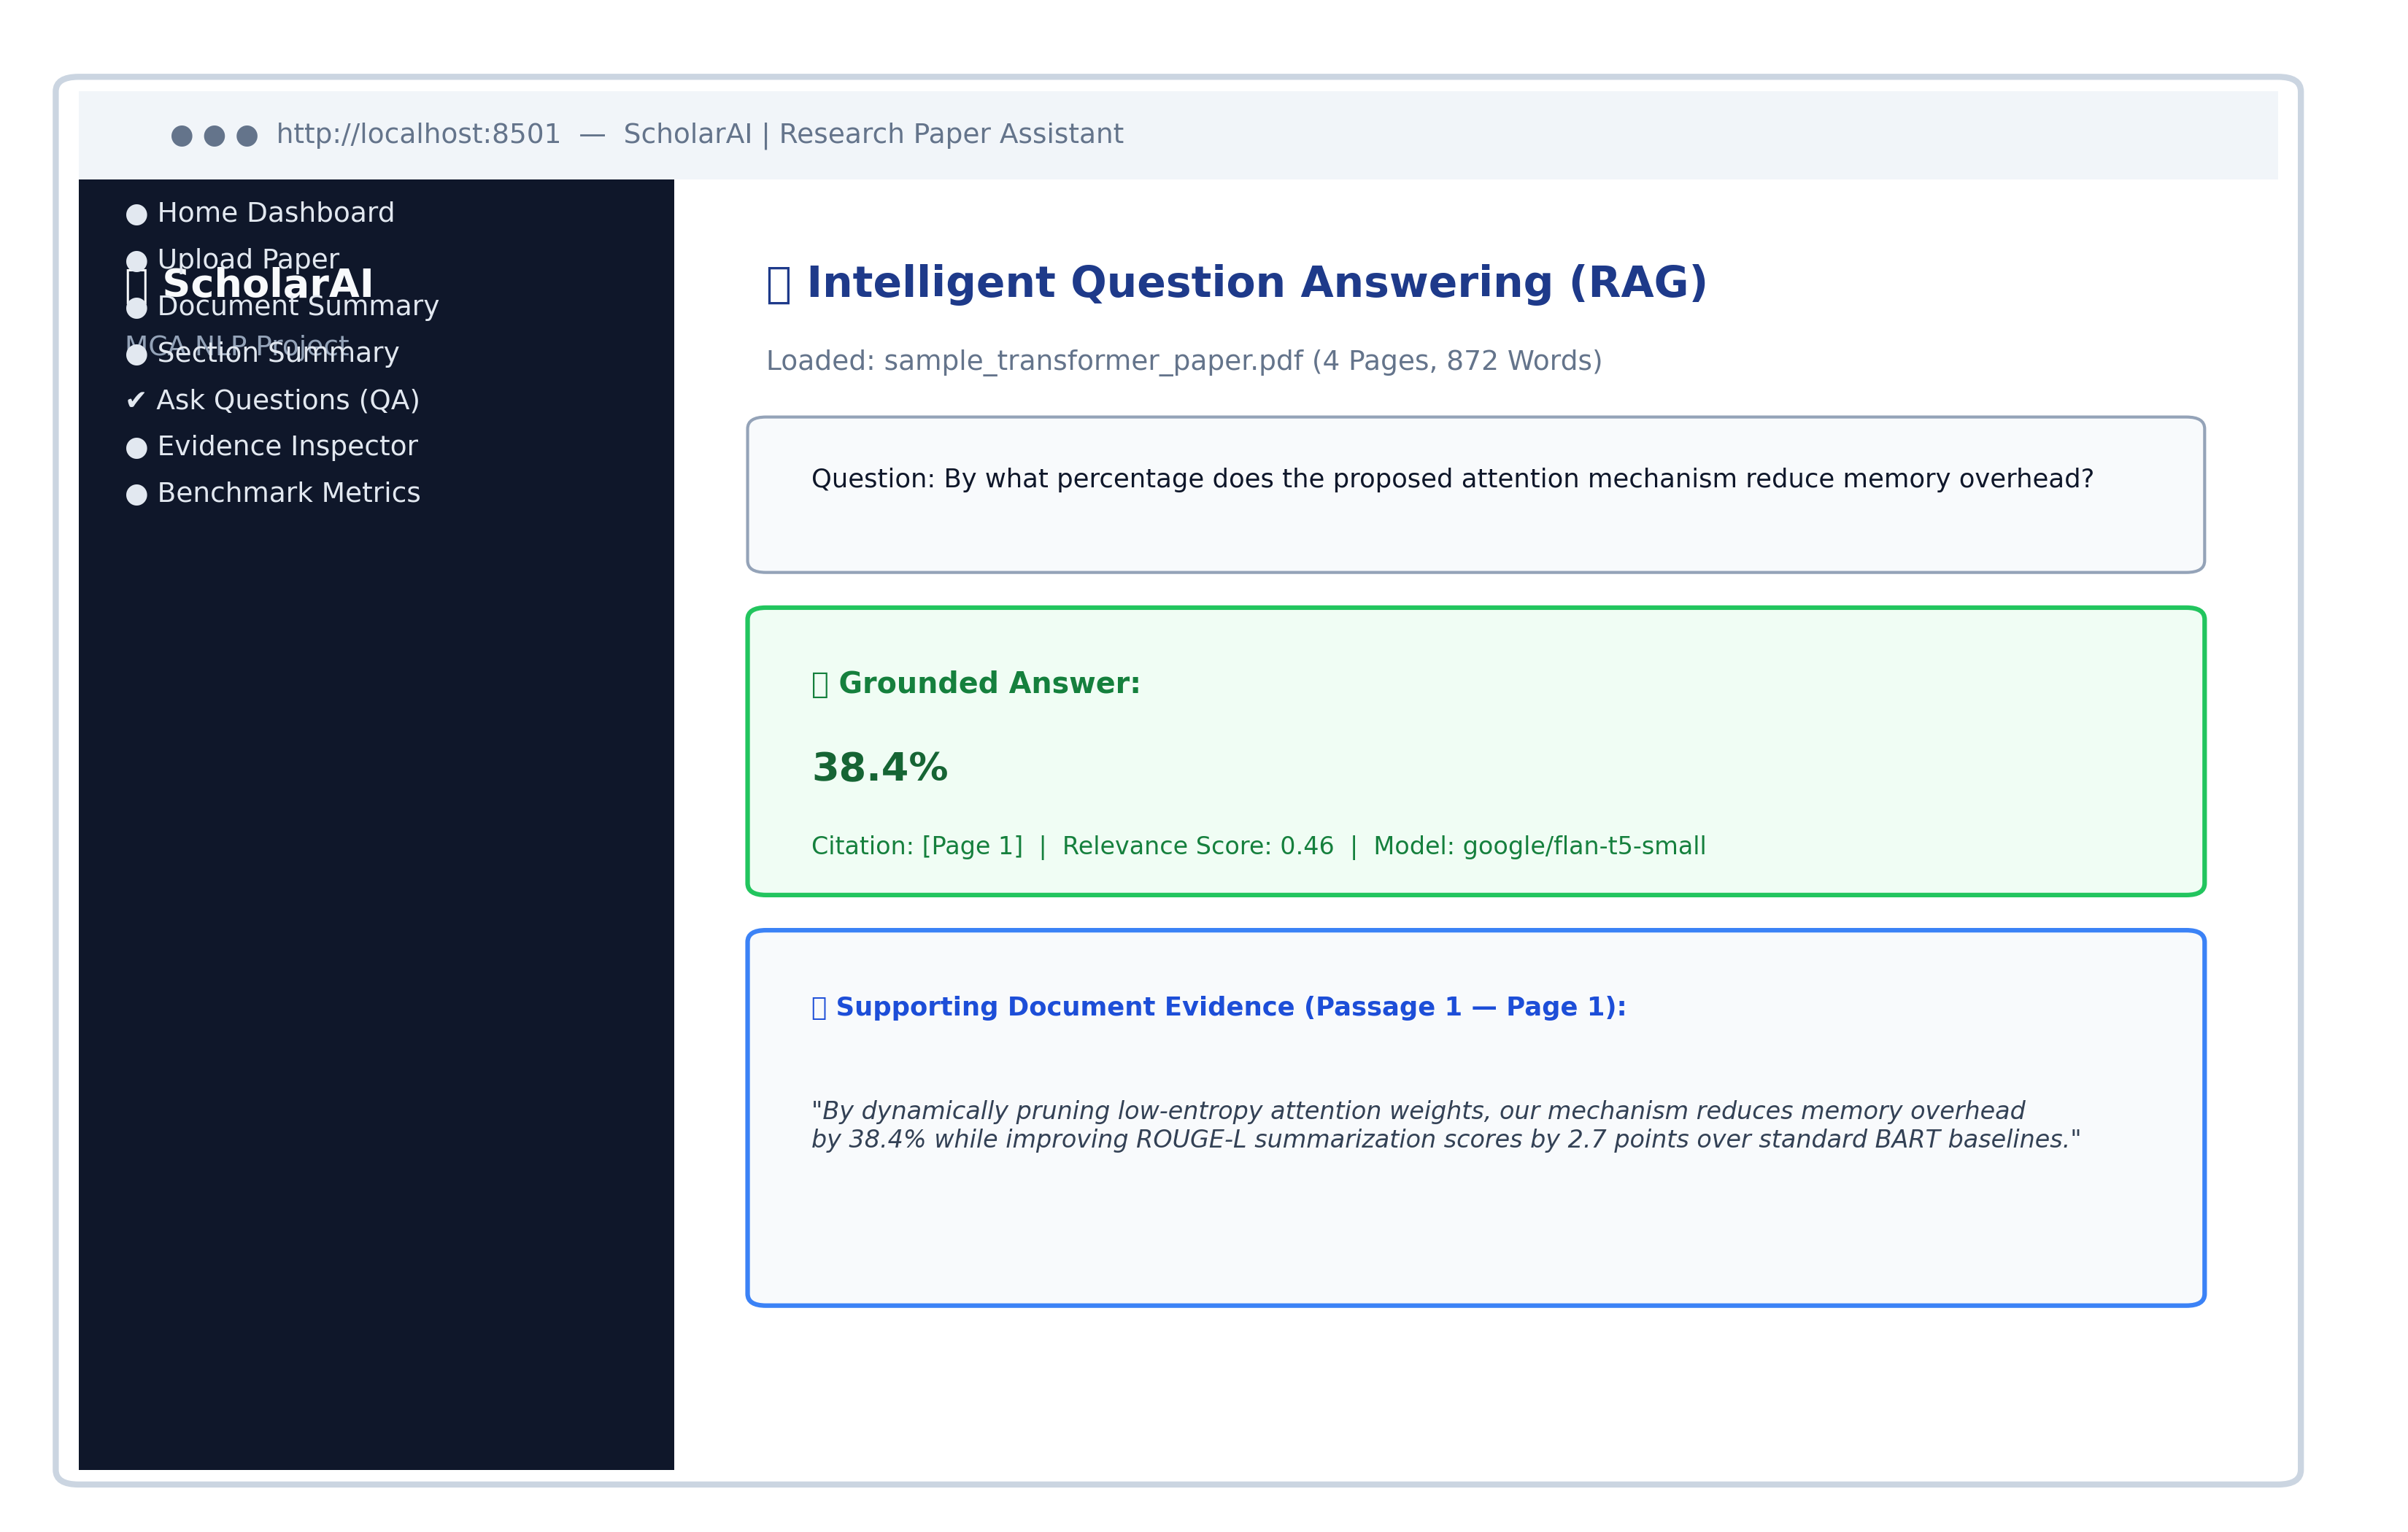 ● ● ● http://localhost:8501 — ScholarAI | Research Paper Assistant
● Home Dashboard
● Upload Paper
ScholarAI
● Document Summary
MCA NLP Project
● Section Summary
✔ Ask Questions (QA)
● Evidence Inspector
● Benchmark Metrics
Intelligent Question Answering (RAG)
Loaded: sample_transformer_paper.pdf (4 Pages, 872 Words)
Question: By what percentage does the proposed attention mechanism reduce memory overhead?
Grounded Answer:
38.4%
Citation: [Page 1] | Relevance Score: 0.46 | Model: google/flan-t5-small
Supporting Document Evidence (Passage 1 — Page 1):
"By dynamically pruning low-entropy attention weights, our mechanism reduces memory overhead
by 38.4% while improving ROUGE-L summarization scores by 2.7 points over standard BART baselines."